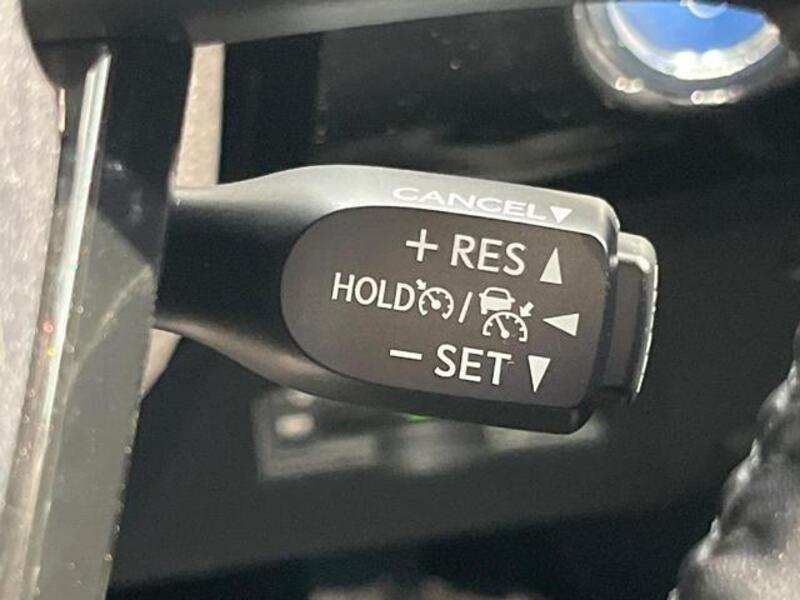 CANCEL▼
+ RES ▲
HOLD / ◀
− SET ▼